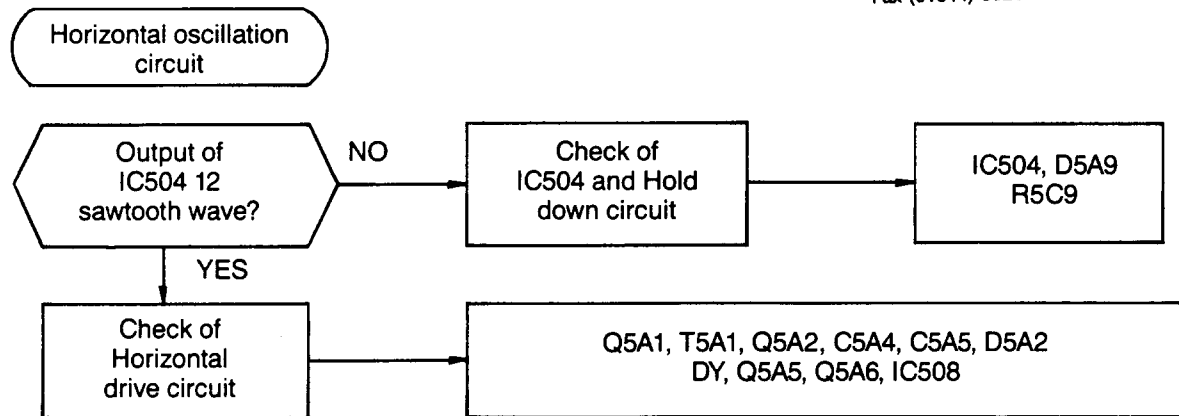 Horizontal oscillation
circuit
Output of
IC504 12
sawtooth wave?
NO
Check of
IC504 and Hold
down circuit
IC504, D5A9
R5C9
YES
Check of
Horizontal
drive circuit
Q5A1, T5A1, Q5A2, C5A4, C5A5, D5A2
DY, Q5A5, Q5A6, IC508